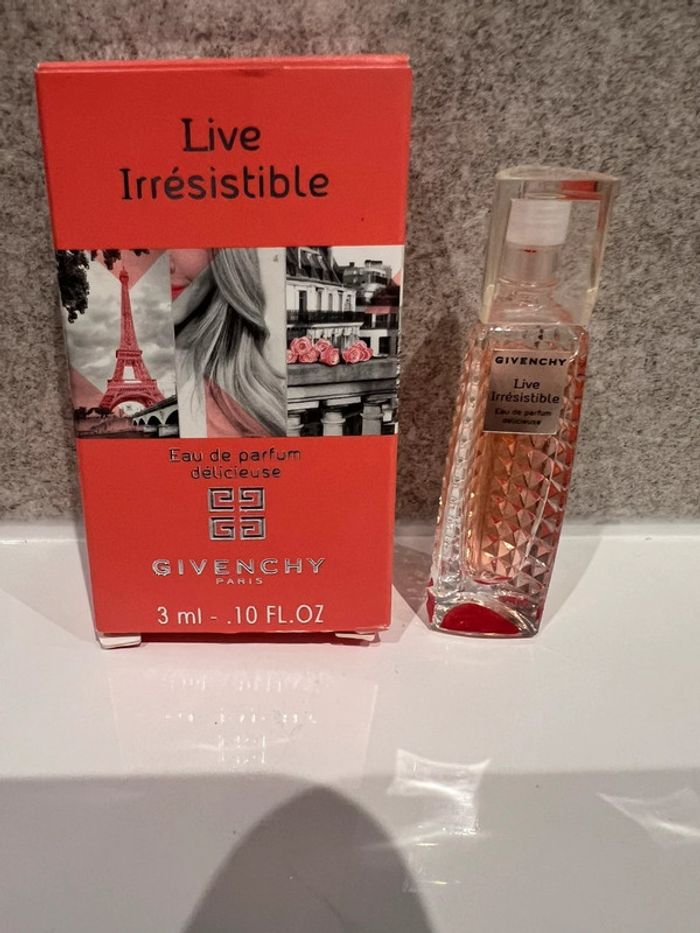 Live
Irrésistible
Eau de parfum
délicieuse
GIVENCHY
PARIS
3 ml - .10 FL.OZ
GIVENCHY
Live
Irrésistible
Eau de parfum
délicieuse